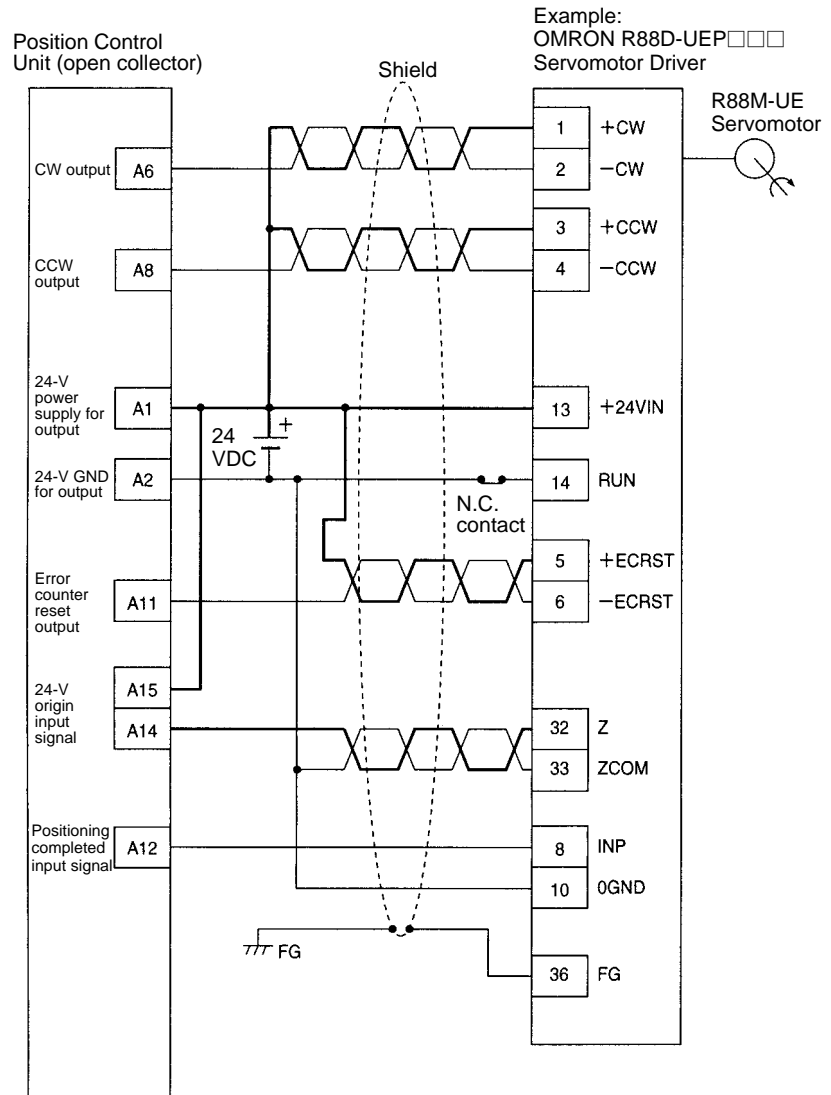 Example:
OMRON R88D-UEP□□□
Servomotor Driver
Position Control
Unit (open collector)
Shield
R88M-UE
Servomotor
1 +CW
CW output A6
2 −CW
3 +CCW
CCW
output
A8
4 −CCW
24-V
power
supply for
output
A1
13 +24VIN
24
VDC
+
24-V GND
for output
A2
14 RUN
N.C.
contact
5 +ECRST
Error
counter
reset
output
A11
6 −ECRST
24-V
origin
input
signal
A15
A14
32 Z
33 ZCOM
Positioning
completed
input signal
A12
8 INP
10 0GND
FG
36 FG